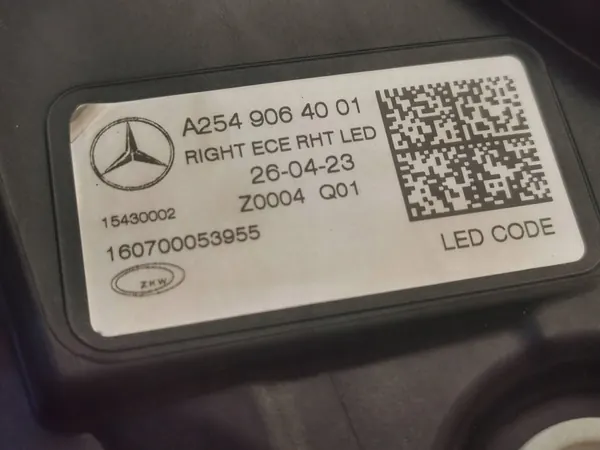 A254 906 40 01
RIGHT ECE RHT LED
26-04-23
Z0004 Q01
15430002
160700053955
ZKW
LED CODE